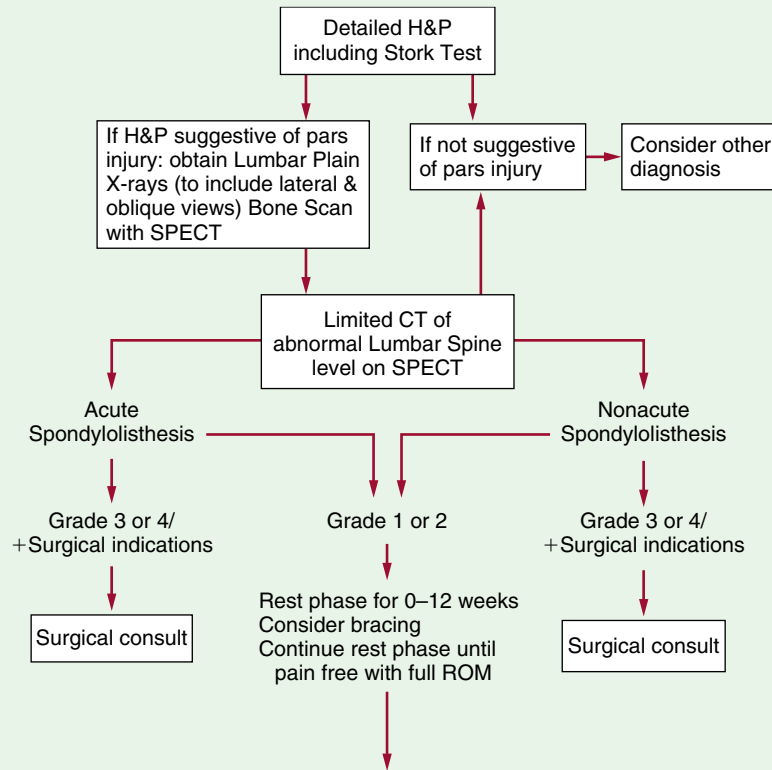 Detailed H&P
including Stork Test
If H&P suggestive of pars
injury: obtain Lumbar Plain
X-rays (to include lateral &
oblique views) Bone Scan
with SPECT
If not suggestive
of pars injury
Consider other
diagnosis
Limited CT of
abnormal Lumbar Spine
level on SPECT
Acute
Spondylolisthesis
Nonacute
Spondylolisthesis
Grade 3 or 4/
+Surgical indications
Grade 1 or 2
Grade 3 or 4/
+Surgical indications
Surgical consult
Rest phase for 0–12 weeks
Consider bracing
Continue rest phase until
pain free with full ROM
Surgical consult